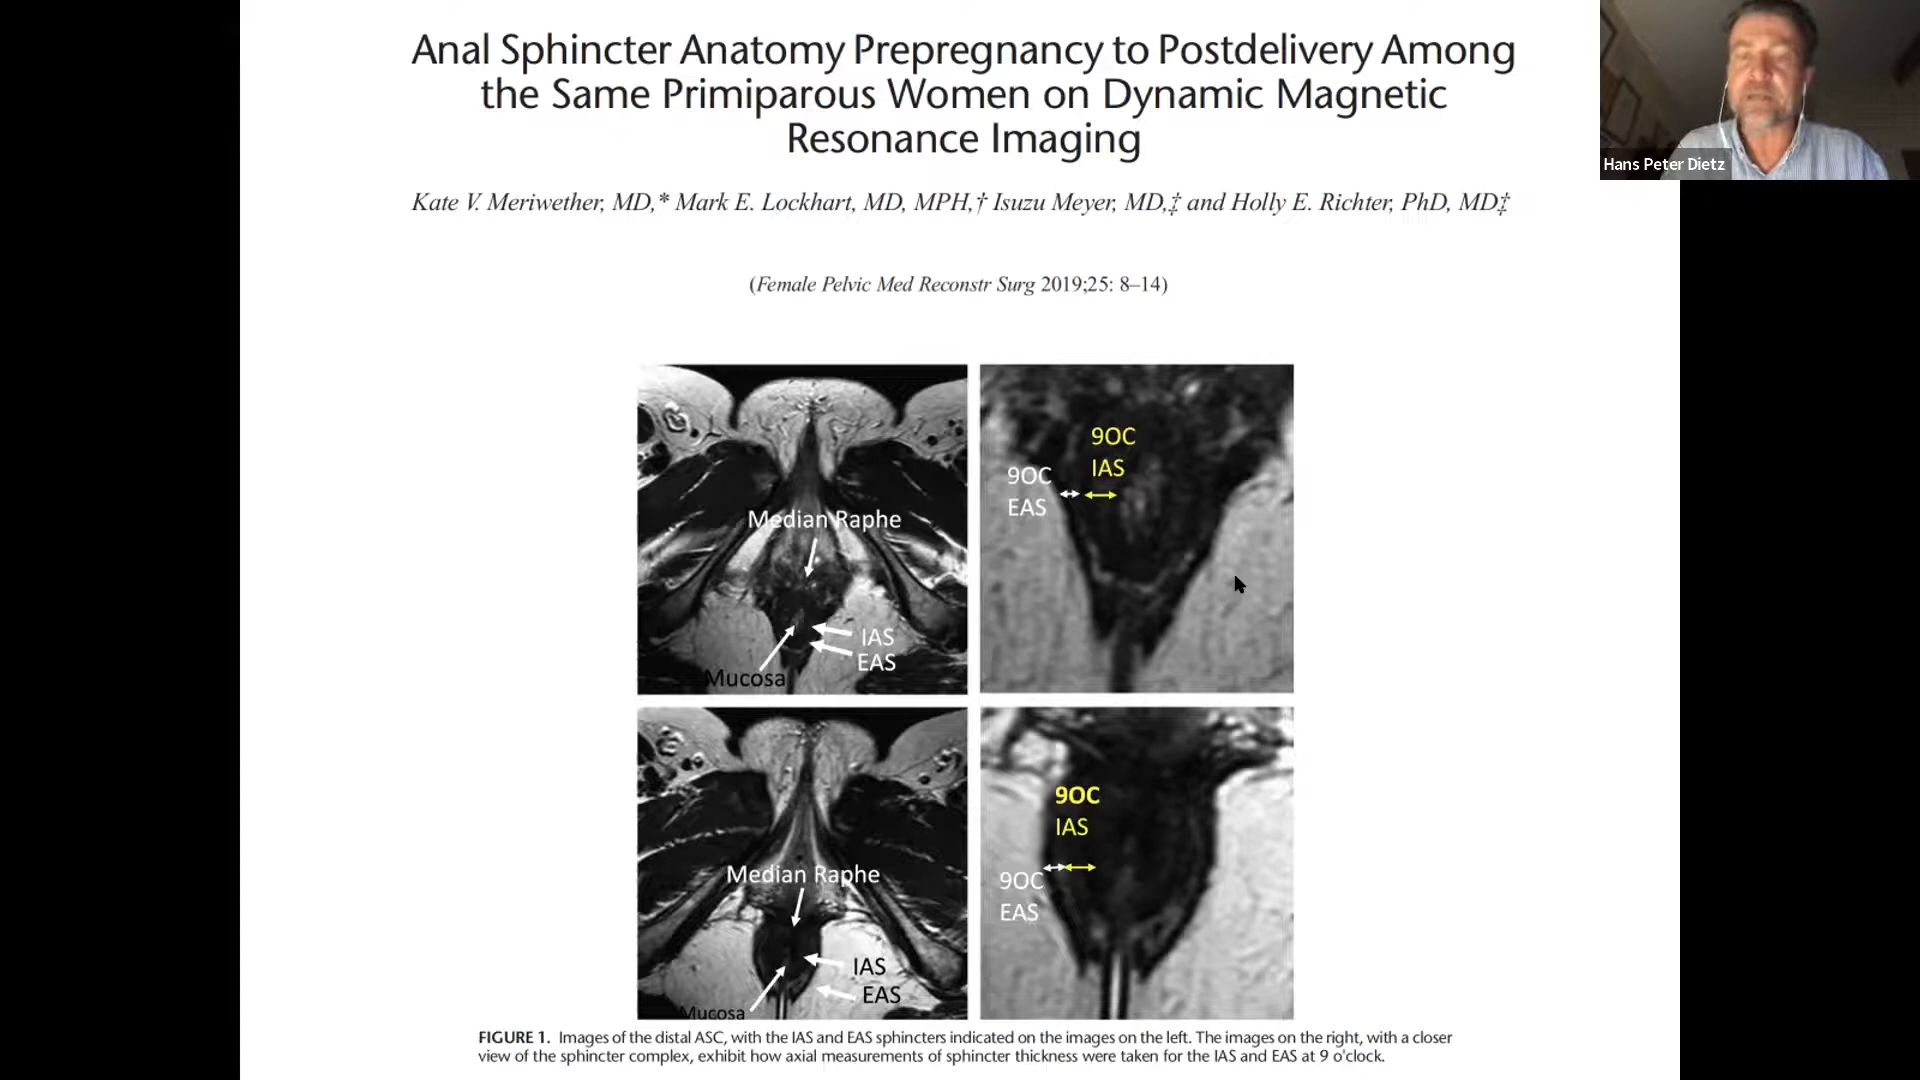 Anal Sphincter Anatomy Prepregnancy to Postdelivery Among
the Same Primiparous Women on Dynamic Magnetic
Resonance Imaging
Hans Peter Dietz
Kate V. Meriwether, MD,* Mark E. Lockhart, MD, MPH,† Isuzu Meyer, MD,‡ and Holly E. Richter, PhD, MD‡
(Female Pelvic Med Reconstr Surg 2019;25: 8–14)
Median Raphe
IAS
EAS
Mucosa
9OC
IAS
9OC
EAS
Median Raphe
IAS
EAS
Mucosa
9OC
IAS
9OC
EAS
FIGURE 1. Images of the distal ASC, with the IAS and EAS sphincters indicated on the images on the left. The images on the right, with a closer
view of the sphincter complex, exhibit how axial measurements of sphincter thickness were taken for the IAS and EAS at 9 o'clock.